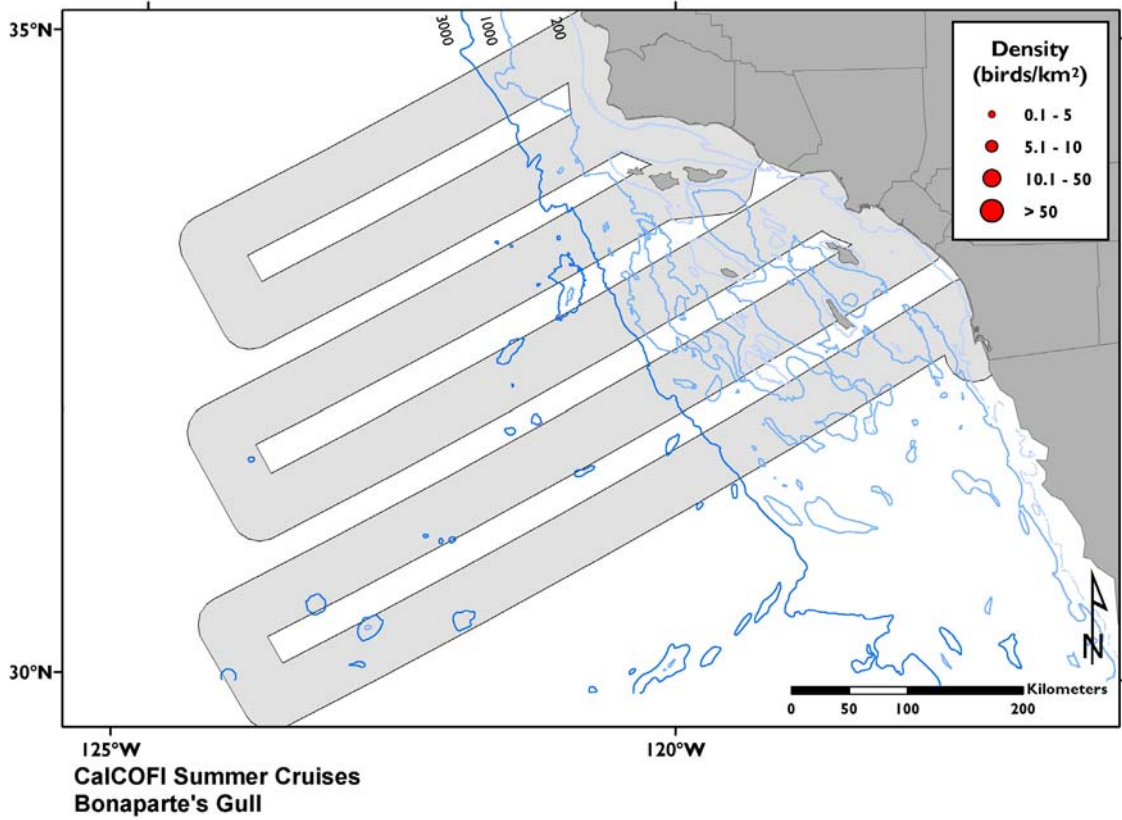 35°N
3000
1000
200
Density
(birds/km²)
0.1 - 5
5.1 - 10
10.1 - 50
> 50
N
30°N
Kilometers
0 50 100 200
125°W 120°W
CalCOFI Summer Cruises
Bonaparte's Gull